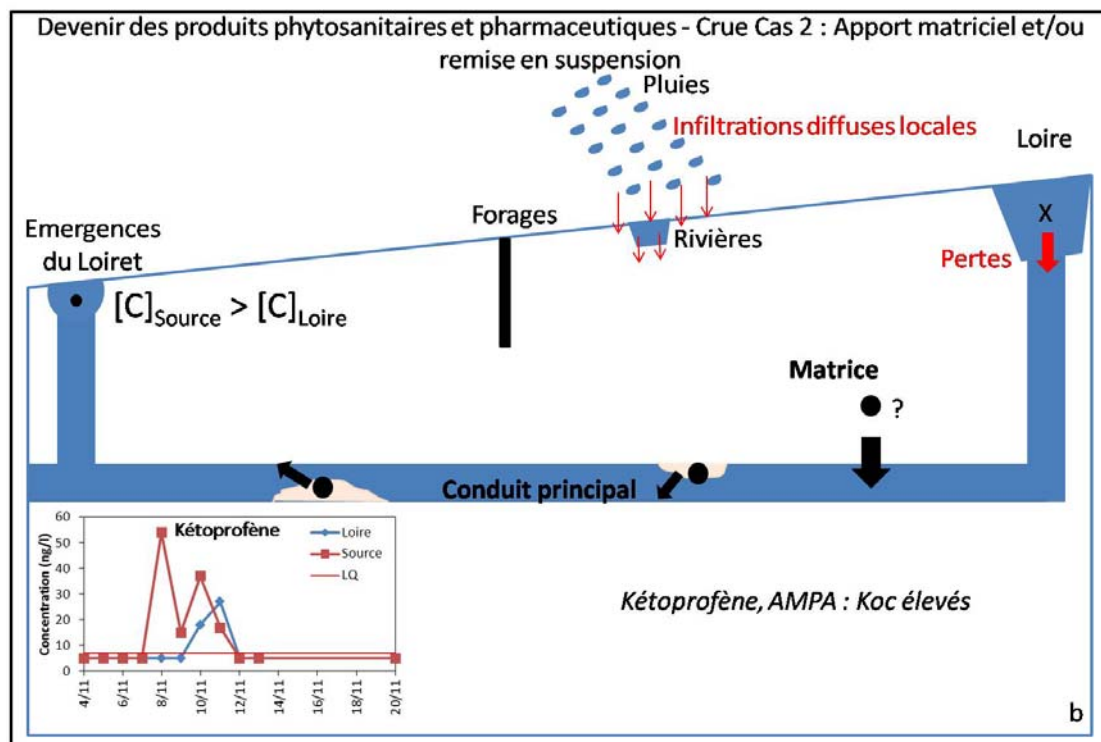 Devenir des produits phytosanitaires et pharmaceutiques - Crue Cas 2 : Apport matriciel et/ou
remise en suspension
Pluies
Infiltrations diffuses locales
Loire
Forages
Emergences
du Loiret
Rivières
X
Pertes
[C]Source > [C]Loire
Matrice
?
Conduit principal
Kétoprofène
Concentration (ng/l)
60
50
40
30
20
10
0
Loire
Source
LQ
4/11
6/11
8/11
10/11
12/11
14/11
16/11
18/11
20/11
Kétoprofène, AMPA : Koc élevés
b